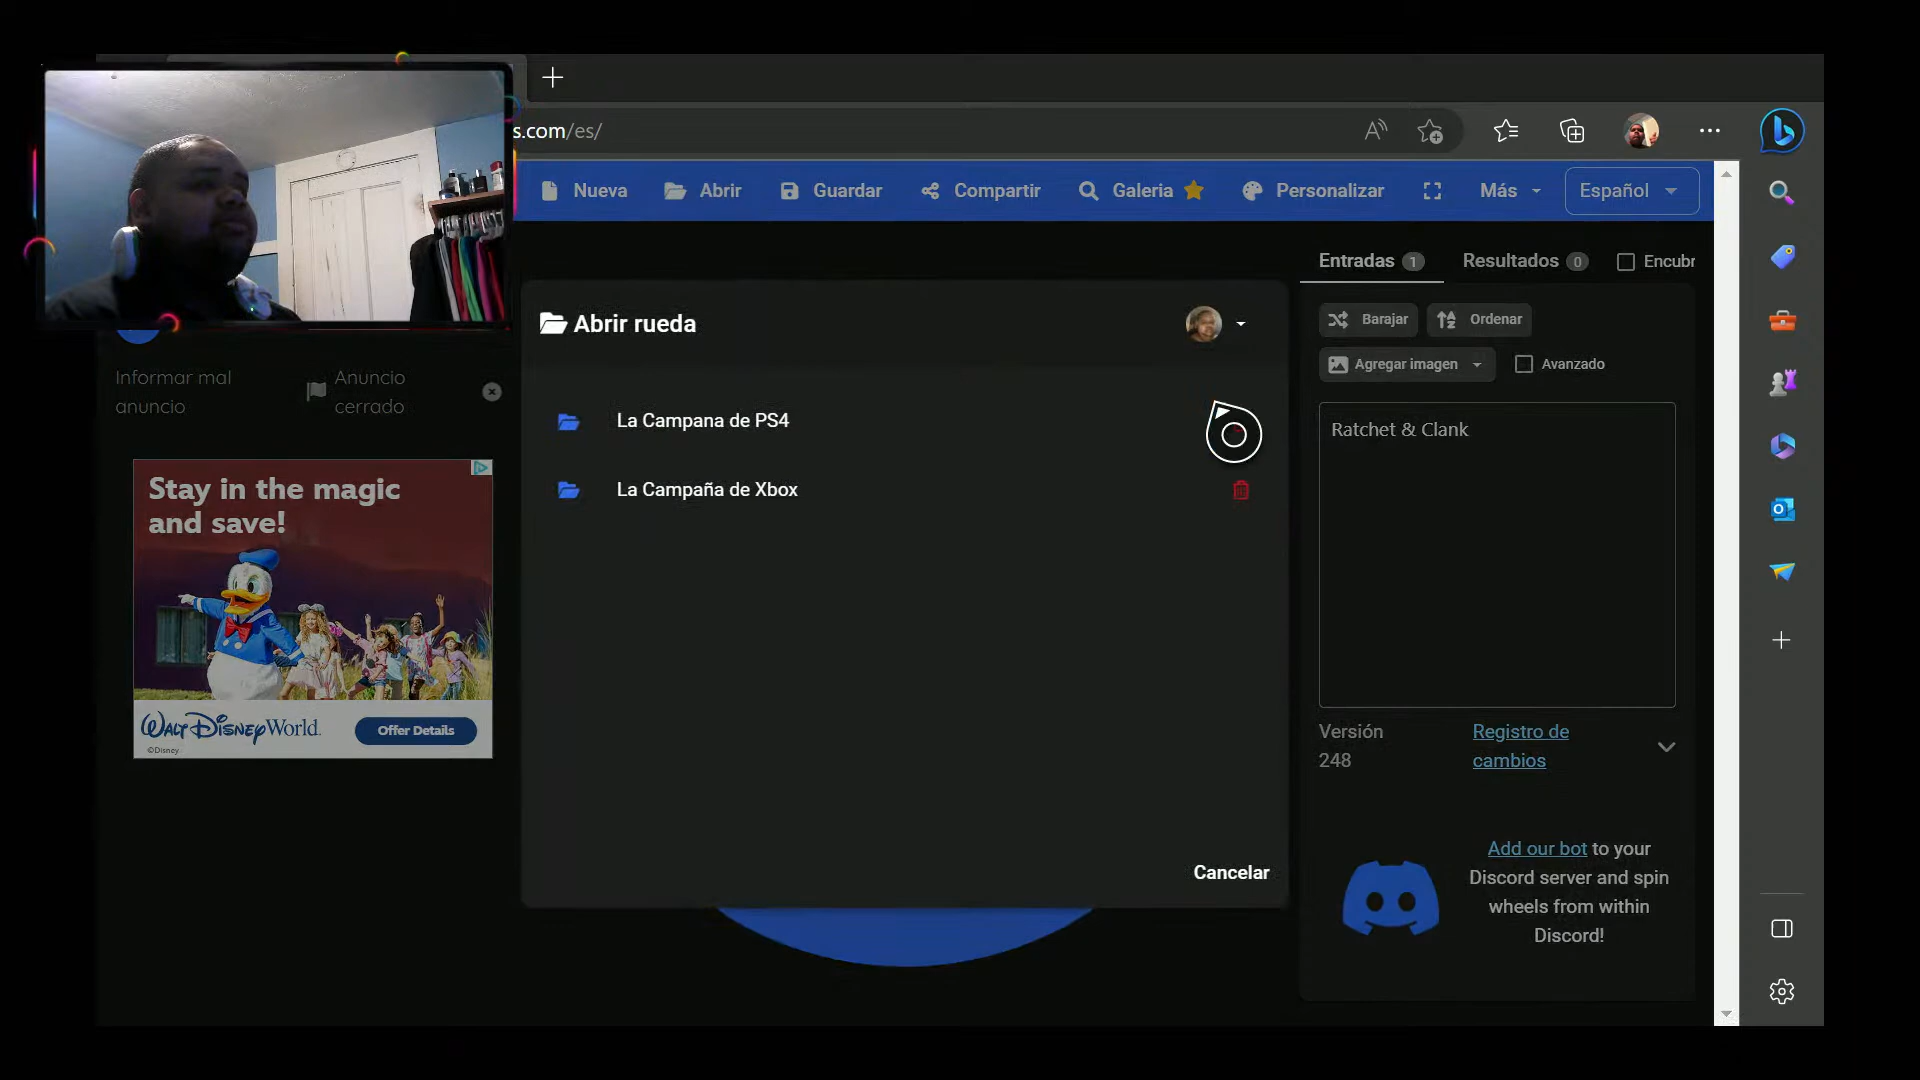 s.com/es/
Nueva
Abrir
Guardar
Compartir
Galeria
Personalizar
Más
Español
Entradas 1
Resultados 0
Encubr
Abrir rueda
Barajar
Ordenar
Agregar imagen
Avanzado
Informar mal
anuncio
Anuncio
cerrado
La Campana de PS4
La Campaña de Xbox
Ratchet & Clank
Stay in the magic
and save!
Walt Disney World.
Offer Details
©Disney
Versión
248
Registro de
cambios
Cancelar
Add our bot to your
Discord server and spin
wheels from within
Discord!